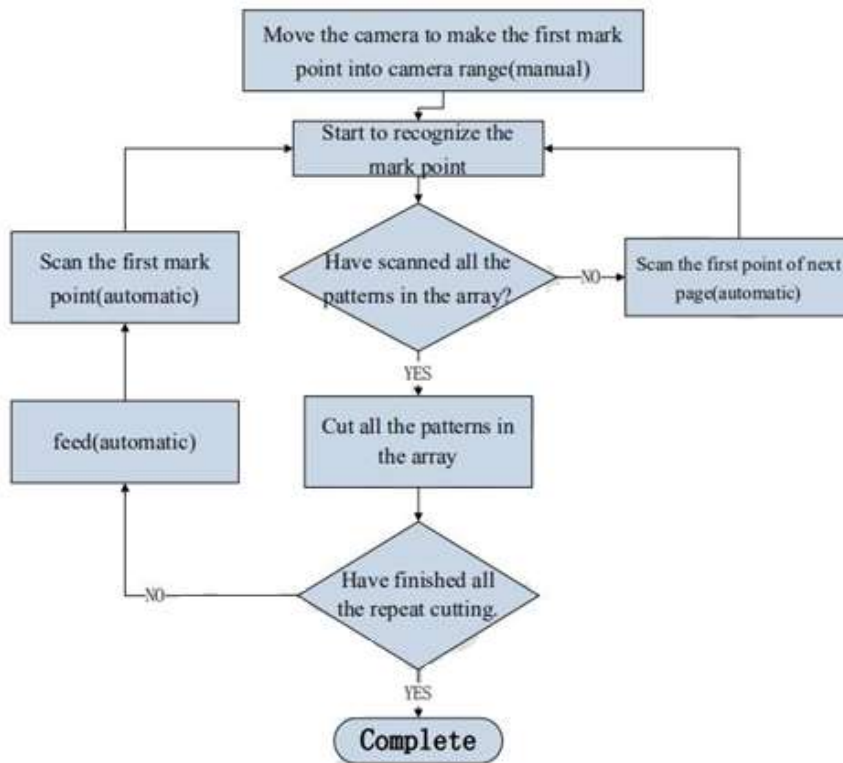 Move the camera to make the first mark
point into camera range(manual)
Start to recognize the
mark point
Scan the first mark
point(automatic)
Have scanned all the
patterns in the array?
NO
Scan the first point of next
page(automatic)
YES
feed(automatic)
Cut all the patterns in
the array
NO
Have finished all
the repeat cutting.
YES
Complete